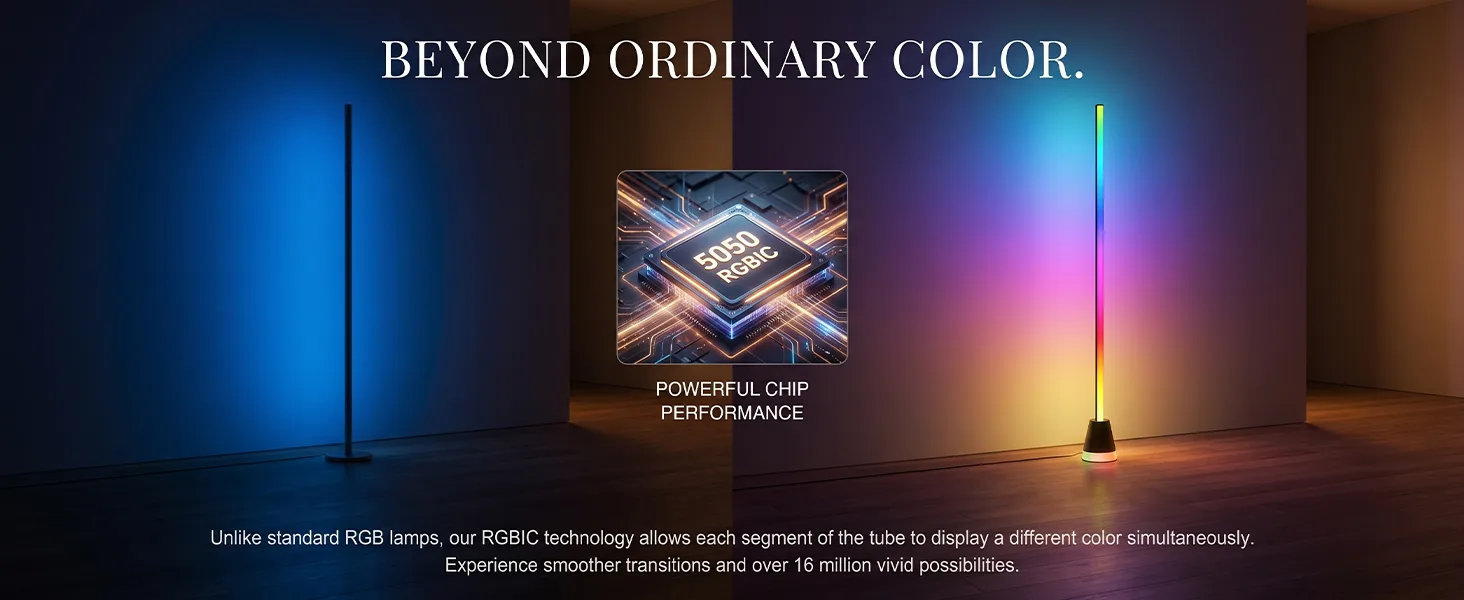 BEYOND ORDINARY COLOR.
5050
RGBIC
POWERFUL CHIP
PERFORMANCE
Unlike standard RGB lamps, our RGBIC technology allows each segment of the tube to display a different color simultaneously.
Experience smoother transitions and over 16 million vivid possibilities.